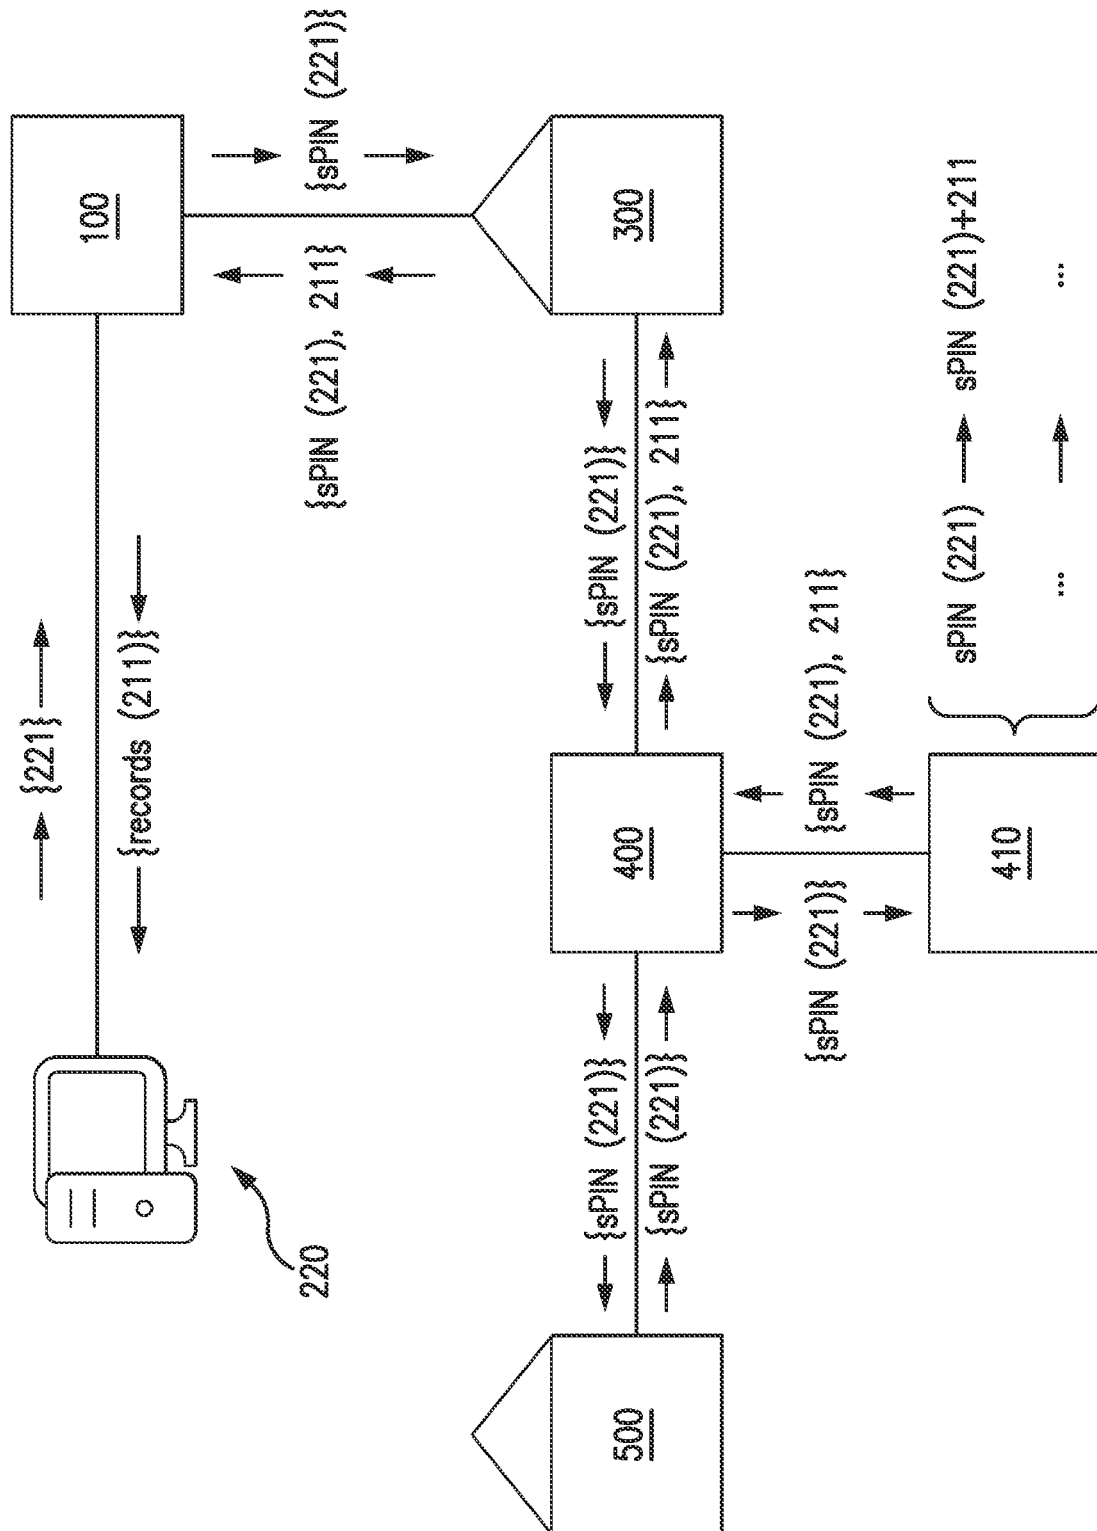 {221}
{records (211)}
220
100
{sPIN (221), 211}
{sPIN (221)}
500
{sPIN (221)}
{sPIN (221)}
400
{sPIN (221)}
{sPIN (221), 211}
300
{sPIN (221)}
{sPIN (221), 211}
410
sPIN (221)
sPIN (221)+211
...
...